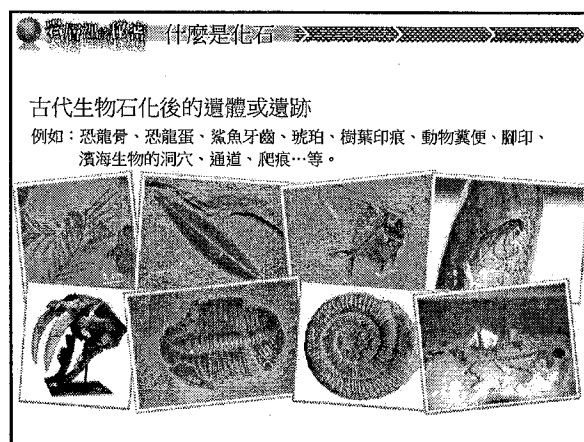 什麼是化石
古代生物石化後的遺體或遺跡
例如：恐龍骨、恐龍蛋、鯊魚牙齒、琥珀、樹葉印痕、動物糞便、腳印、
濱海生物的洞穴、通道、爬痕…等。